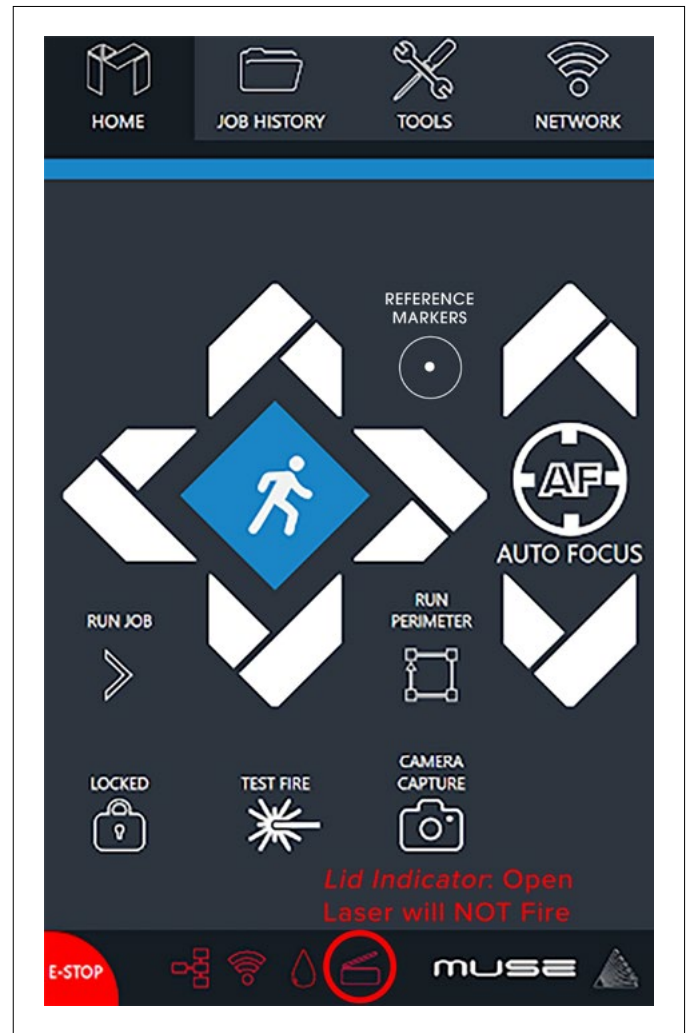 HOME
JOB HISTORY
TOOLS
NETWORK
REFERENCE
MARKERS
AF
AUTO FOCUS
RUN JOB
RUN
PERIMETER
LOCKED
TEST FIRE
CAMERA
CAPTURE
Lid Indicator: Open
Laser will NOT Fire
E-STOP
MUSE